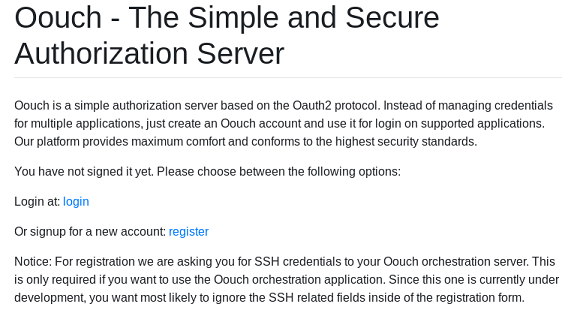 Oouch - The Simple and Secure
Authorization Server
Oouch is a simple authorization server based on the Oauth2 protocol. Instead of managing credentials
for multiple applications, just create an Oouch account and use it for login on supported applications.
Our platform provides maximum comfort and conforms to the highest security standards.
You have not signed it yet. Please choose between the following options:
Login at: login
Or signup for a new account: register
Notice: For registration we are asking you for SSH credentials to your Oouch orchestration server. This
is only required if you want to use the Oouch orchestration application. Since this one is currently under
development, you want most likely to ignore the SSH related fields inside of the registration form.